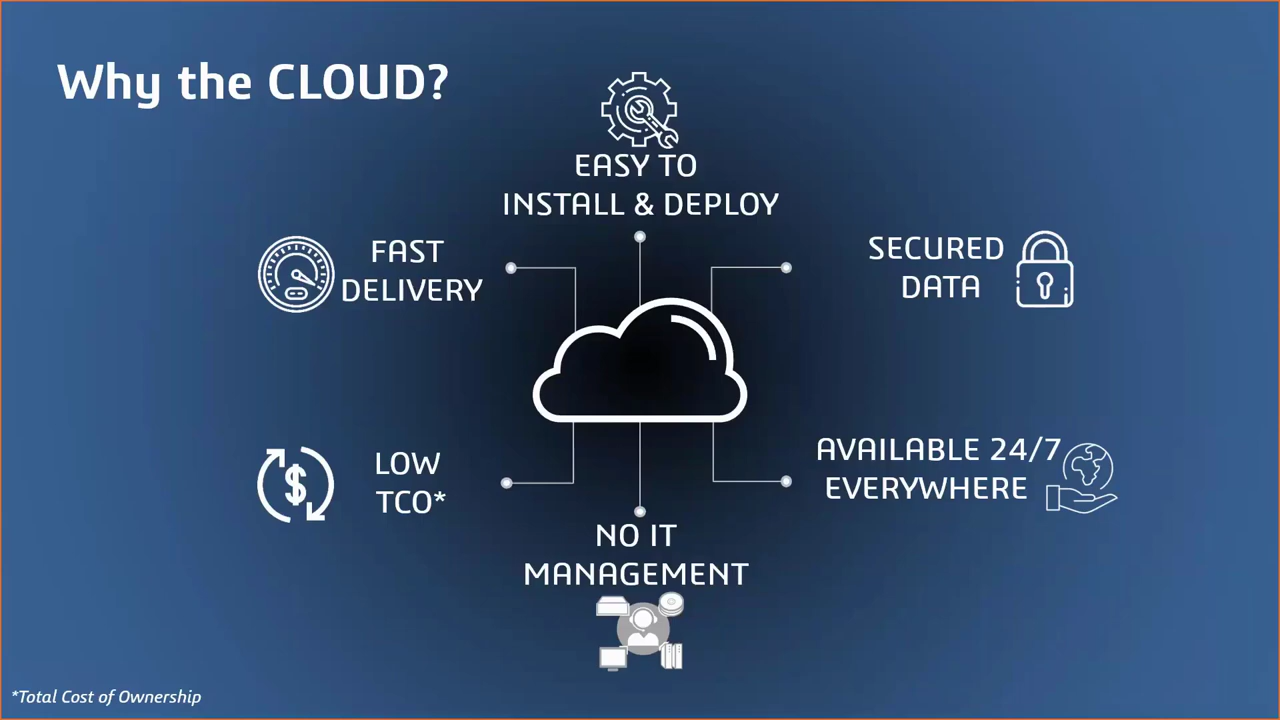 Why the CLOUD?
EASY TO
INSTALL & DEPLOY
FAST
DELIVERY
SECURED
DATA
LOW
TCO*
AVAILABLE 24/7
EVERYWHERE
NO IT
MANAGEMENT
*Total Cost of Ownership